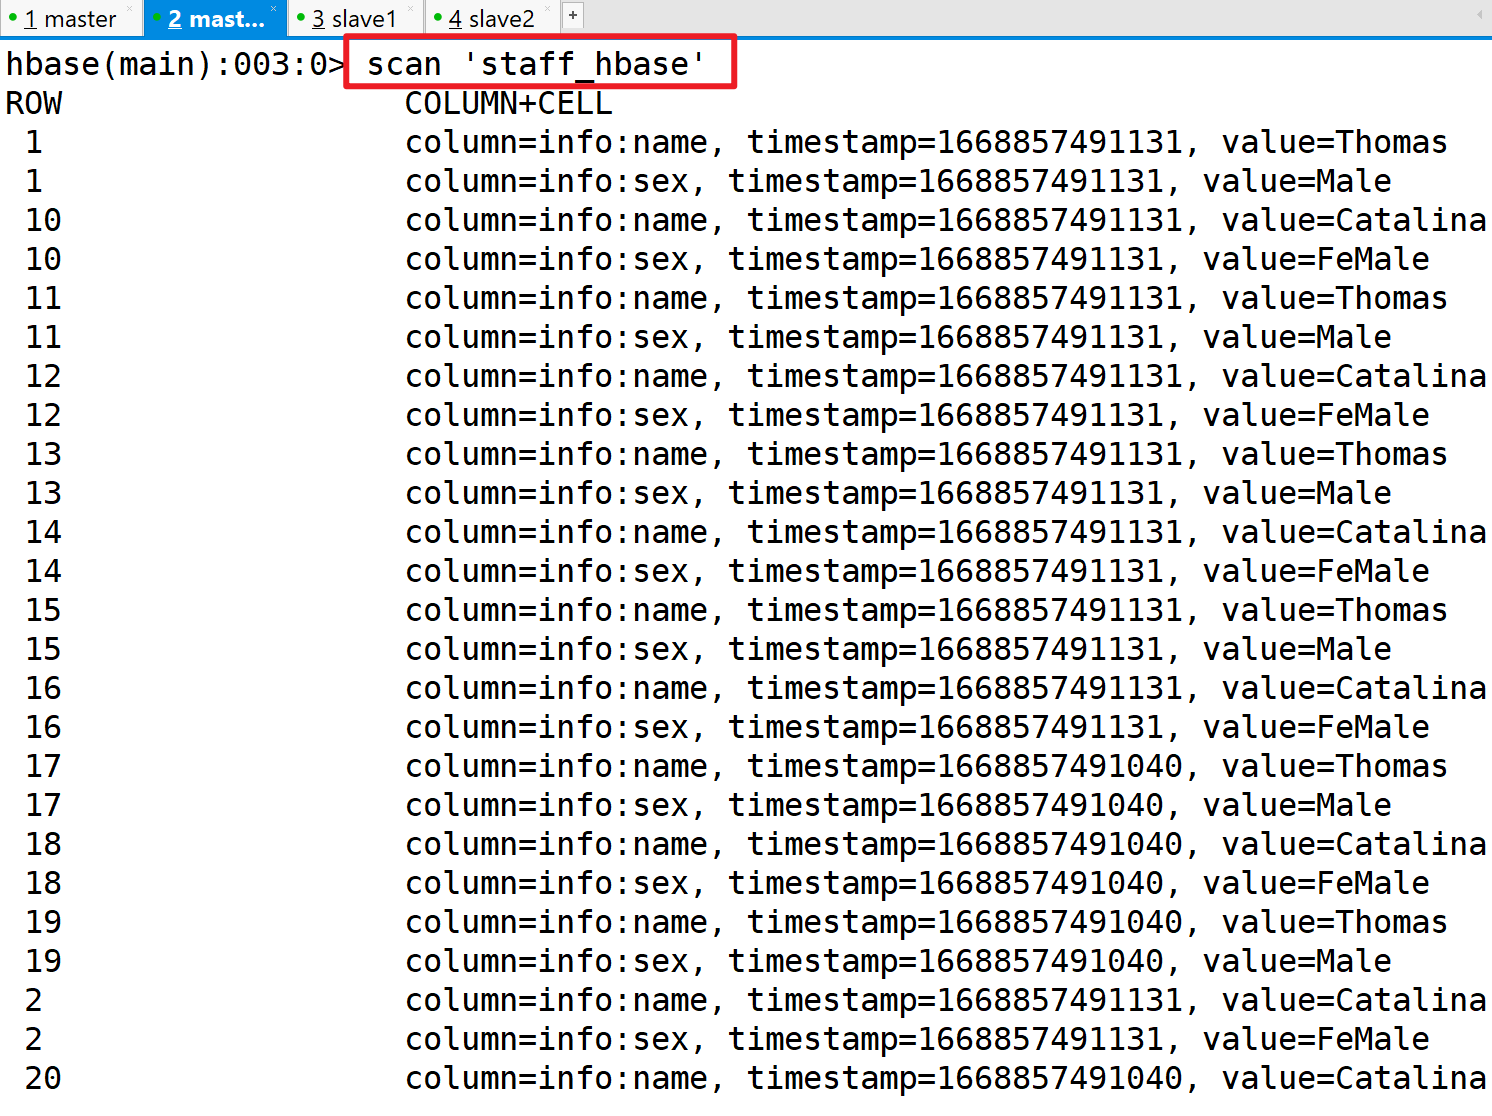 1 master 2 mast... 3 slave1 4 slave2 +
hbase(main):003:0> scan 'staff_hbase'
ROW COLUMN+CELL
1 column=info:name, timestamp=1668857491131, value=Thomas
1 column=info:sex, timestamp=1668857491131, value=Male
10 column=info:name, timestamp=1668857491131, value=Catalina
10 column=info:sex, timestamp=1668857491131, value=FeMale
11 column=info:name, timestamp=1668857491131, value=Thomas
11 column=info:sex, timestamp=1668857491131, value=Male
12 column=info:name, timestamp=1668857491131, value=Catalina
12 column=info:sex, timestamp=1668857491131, value=FeMale
13 column=info:name, timestamp=1668857491131, value=Thomas
13 column=info:sex, timestamp=1668857491131, value=Male
14 column=info:name, timestamp=1668857491131, value=Catalina
14 column=info:sex, timestamp=1668857491131, value=FeMale
15 column=info:name, timestamp=1668857491131, value=Thomas
15 column=info:sex, timestamp=1668857491131, value=Male
16 column=info:name, timestamp=1668857491131, value=Catalina
16 column=info:sex, timestamp=1668857491131, value=FeMale
17 column=info:name, timestamp=1668857491040, value=Thomas
17 column=info:sex, timestamp=1668857491040, value=Male
18 column=info:name, timestamp=1668857491040, value=Catalina
18 column=info:sex, timestamp=1668857491040, value=FeMale
19 column=info:name, timestamp=1668857491040, value=Thomas
19 column=info:sex, timestamp=1668857491040, value=Male
2 column=info:name, timestamp=1668857491131, value=Catalina
2 column=info:sex, timestamp=1668857491131, value=FeMale
20 column=info:name, timestamp=1668857491040, value=Catalina